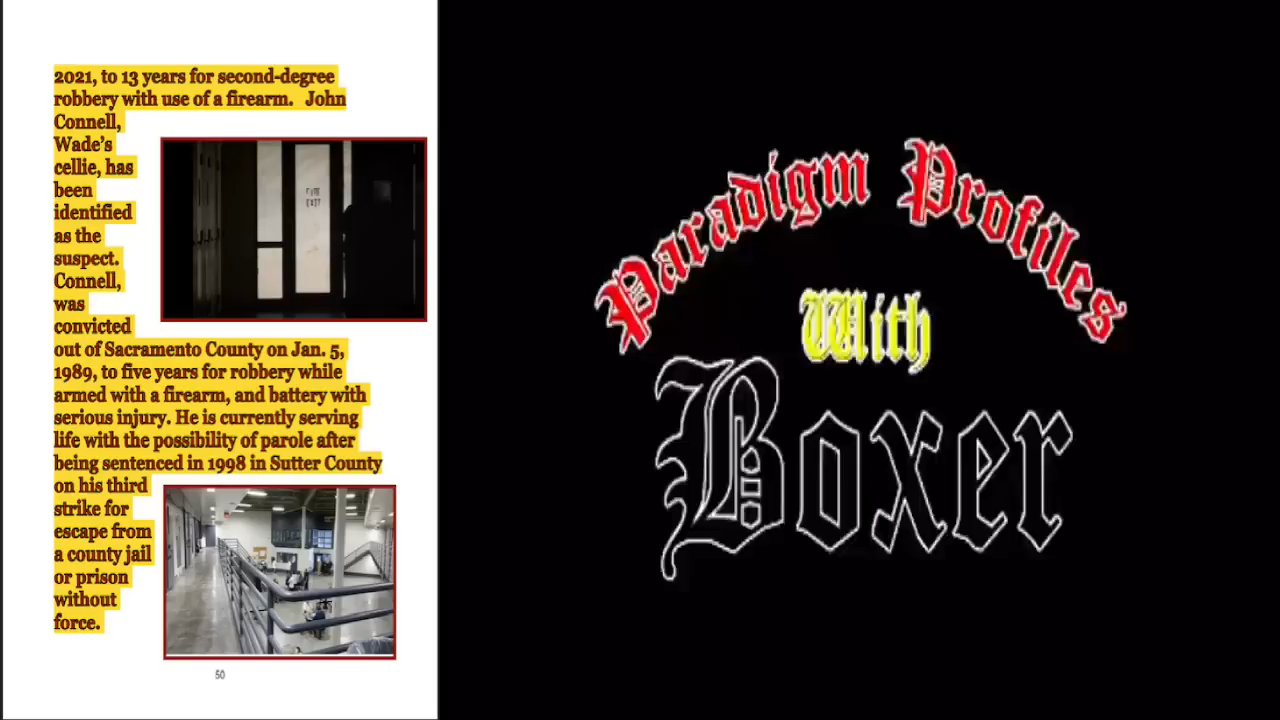 2021, to 13 years for second-degree
robbery with use of a firearm. John
Connell,
Wade's
cellie, has
been
identified
as the
suspect.
Connell,
was
convicted
out of Sacramento County on Jan. 5,
1989, to five years for robbery while
armed with a firearm, and battery with
serious injury. He is currently serving
life with the possibility of parole after
being sentenced in 1998 in Sutter County
on his third
strike for
escape from
a county jail
or prison
without
force.
50
Paradigm Profiles
With
Boxer